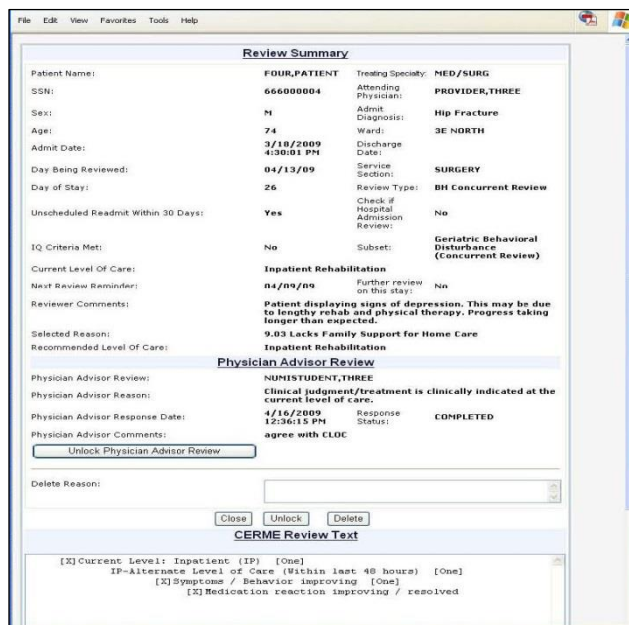 File Edit View Favorites Tools Help
Review Summary
Patient Name: FOUR,PATIENT Treating Specialty: MED/SURG
SSN: 666000004 Attending Physician: PROVIDER,THREE
Sex: M Admit Diagnosis: Hip Fracture
Age: 74 Ward: 3E NORTH
Admit Date: 3/18/2009 4:30:01 PM Discharge Date:
Day Being Reviewed: 04/13/09 Service Section: SURGERY
Day of Stay: 26 Review Type: BH Concurrent Review
Unscheduled Readmit Within 30 Days: Yes Check if Hospital Admission Review: No
IQ Criteria Met: No Subset: Geriatric Behavioral Disturbance (Concurrent Review)
Current Level Of Care: Inpatient Rehabilitation
Next Review Reminder: 04/09/09 Further review on this stay: No
Reviewer Comments: Patient displaying signs of depression. This may be due
to lengthy rehab and physical therapy. Progress taking
longer than expected.
Selected Reason: 9.03 Lacks Family Support for Home Care
Recommended Level Of Care: Inpatient Rehabilitation
Physician Advisor Review
Physician Advisor Review: NUMISTUDENT,THREE
Physician Advisor Reason: Clinical judgment/treatment is clinically indicated at the
current level of care.
Physician Advisor Response Date: 4/16/2009 12:36:15 PM Response Status: COMPLETED
Physician Advisor Comments: agree with CLOC
Unlock Physician Advisor Review
Delete Reason:
Close Unlock Delete
CERME Review Text
[X]Current Level: Inpatient (IP) [One]
IP-Alternate Level of Care (Within last 48 hours) [One]
[X]Symptoms / Behavior improving [One]
[X]Medication reaction improving / resolved